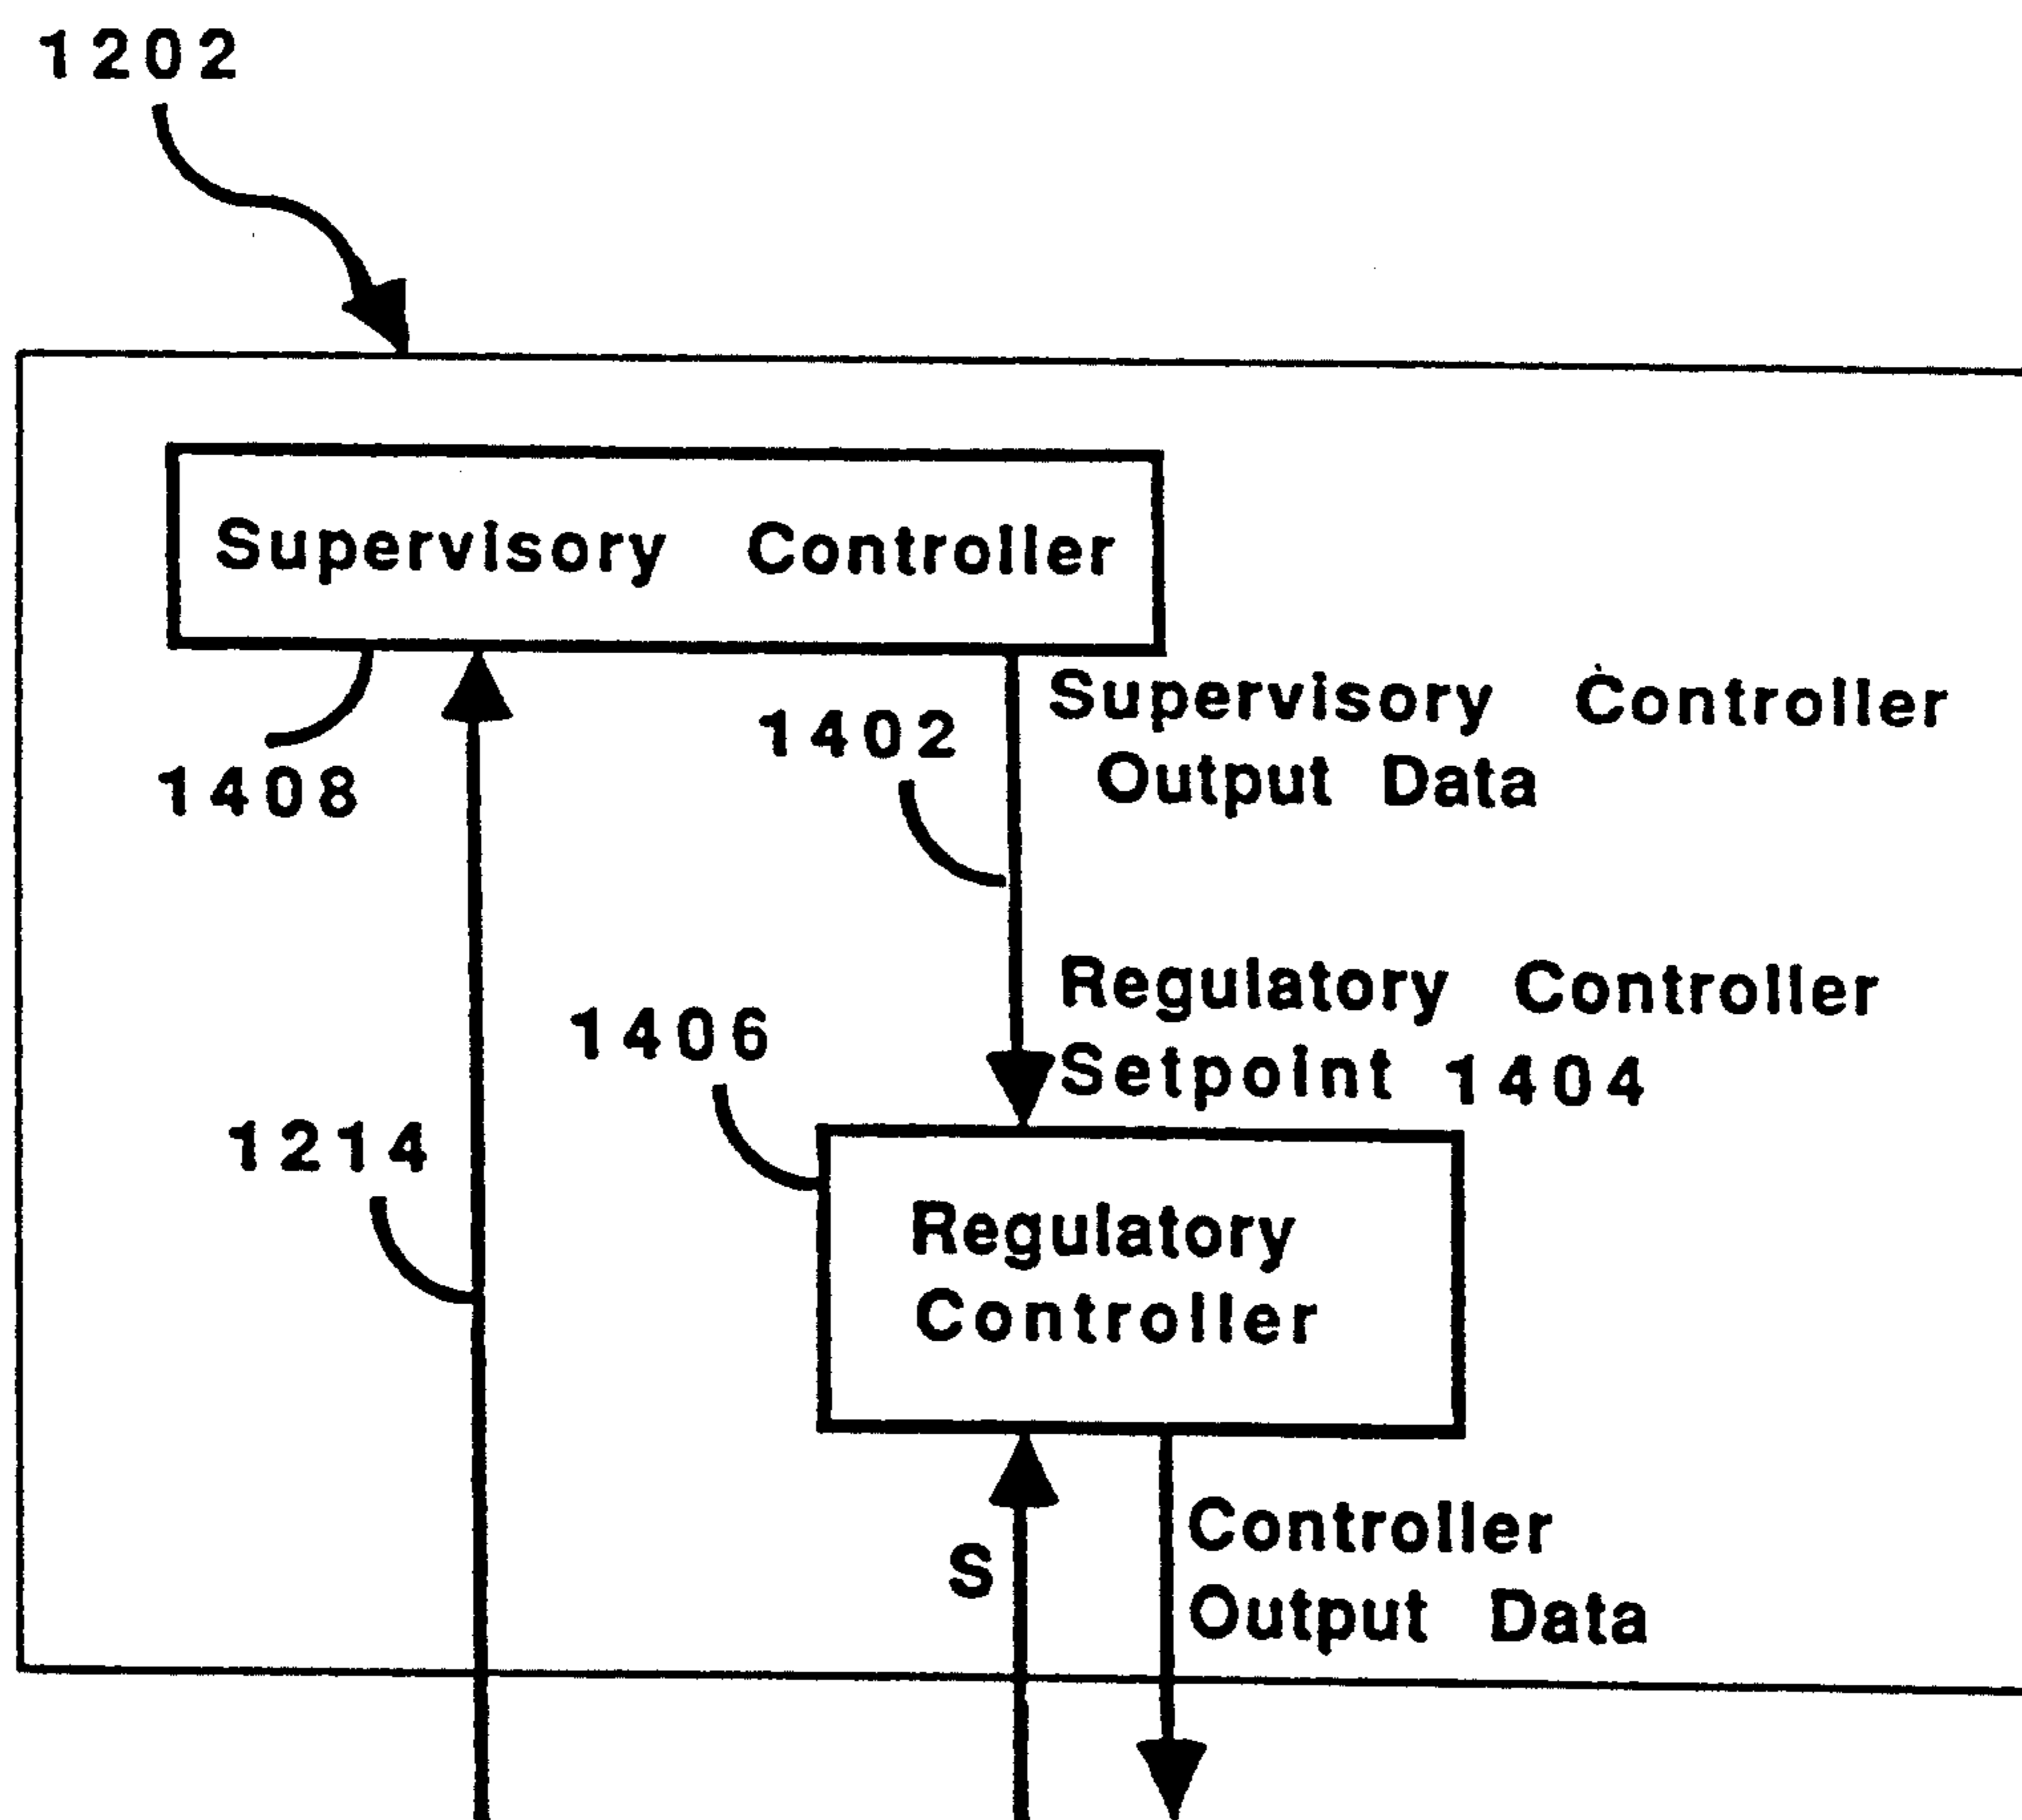 1202
Supervisory Controller
1408
1402
Supervisory Controller
Output Data
1406
Regulatory Controller
Setpoint 1404
1214
Regulatory
Controller
S
Controller
Output Data